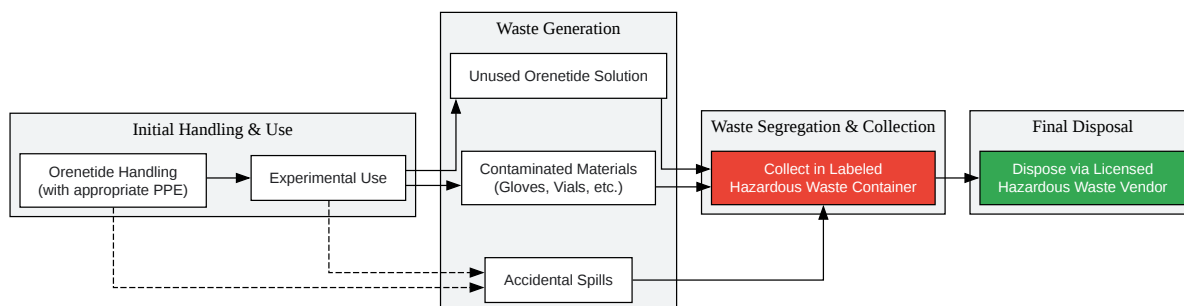 Waste Generation
Unused Orenetide Solution
Initial Handling & Use
Orenetide Handling
(with appropriate PPE)
Experimental Use
Contaminated Materials
(Gloves, Vials, etc.)
Accidental Spills
Waste Segregation & Collection
Collect in Labeled
Hazardous Waste Container
Final Disposal
Dispose via Licensed
Hazardous Waste Vendor